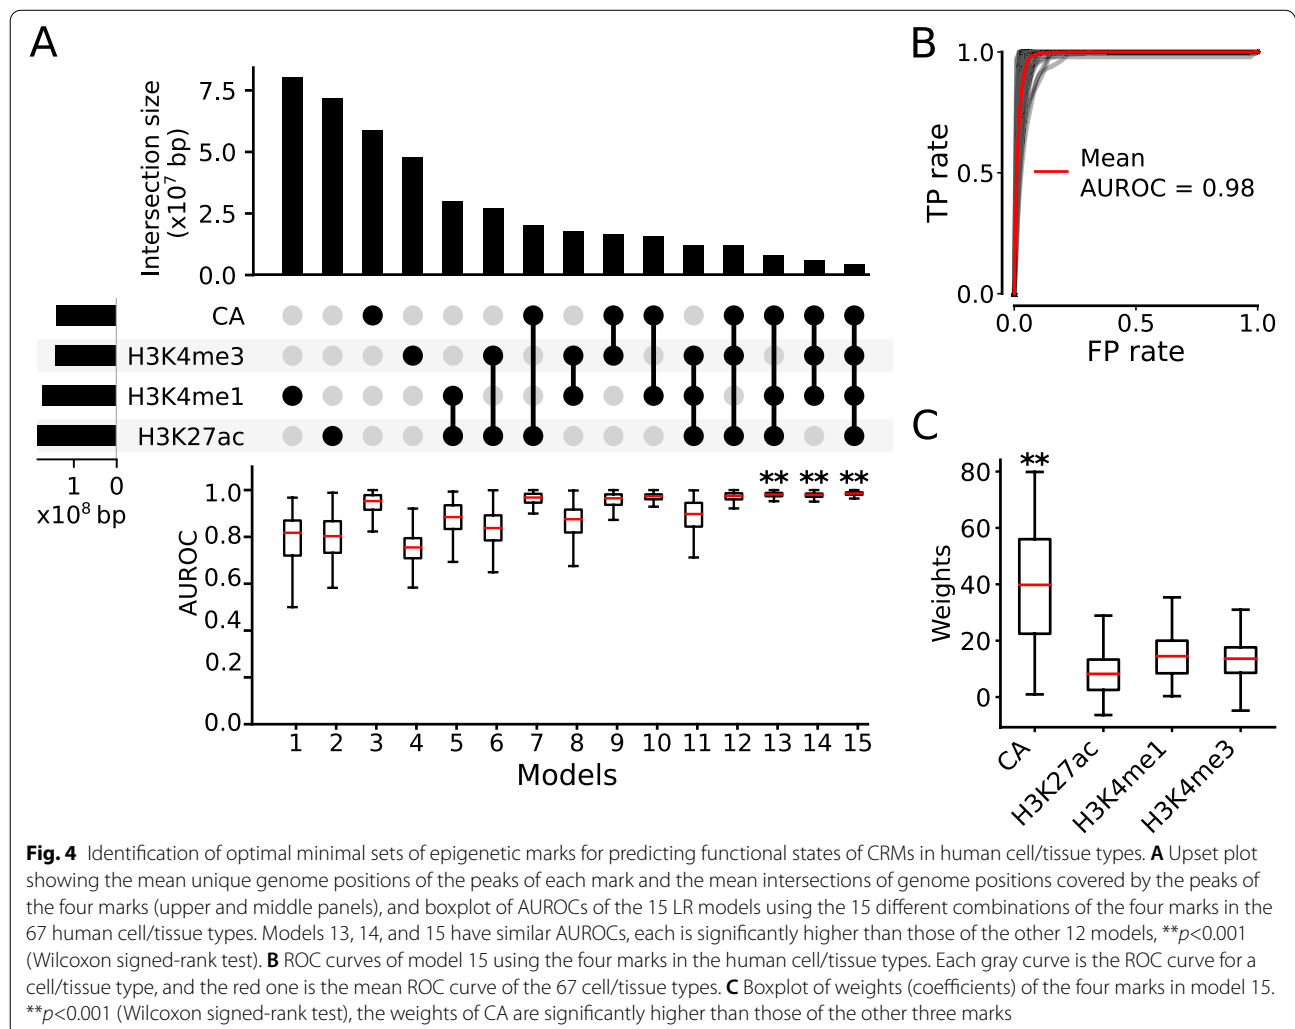 A
Intersection size
(x10⁷ bp)
7.5
5.0
2.5
0.0
CA
H3K4me3
H3K4me1
H3K27ac
1 0
x10⁸ bp
** ** **
AUROC
1.0
0.8
0.6
0.4
0.2
0.0
1 2 3 4 5 6 7 8 9 10 11 12 13 14 15
Models
B
TP rate
1.0
0.5
0.0
Mean
AUROC = 0.98
0.0 0.5 1.0
FP rate
C
**
Weights
80
60
40
20
0
CA
H3K27ac
H3K4me1
H3K4me3
Fig. 4 Identification of optimal minimal sets of epigenetic marks for predicting functional states of CRMs in human cell/tissue types. A Upset plot
showing the mean unique genome positions of the peaks of each mark and the mean intersections of genome positions covered by the peaks of
the four marks (upper and middle panels), and boxplot of AUROCs of the 15 LR models using the 15 different combinations of the four marks in the
67 human cell/tissue types. Models 13, 14, and 15 have similar AUROCs, each is significantly higher than those of the other 12 models, **p<0.001
(Wilcoxon signed-rank test). B ROC curves of model 15 using the four marks in the human cell/tissue types. Each gray curve is the ROC curve for a
cell/tissue type, and the red one is the mean ROC curve of the 67 cell/tissue types. C Boxplot of weights (coefficients) of the four marks in model 15.
**p<0.001 (Wilcoxon signed-rank test), the weights of CA are significantly higher than those of the other three marks